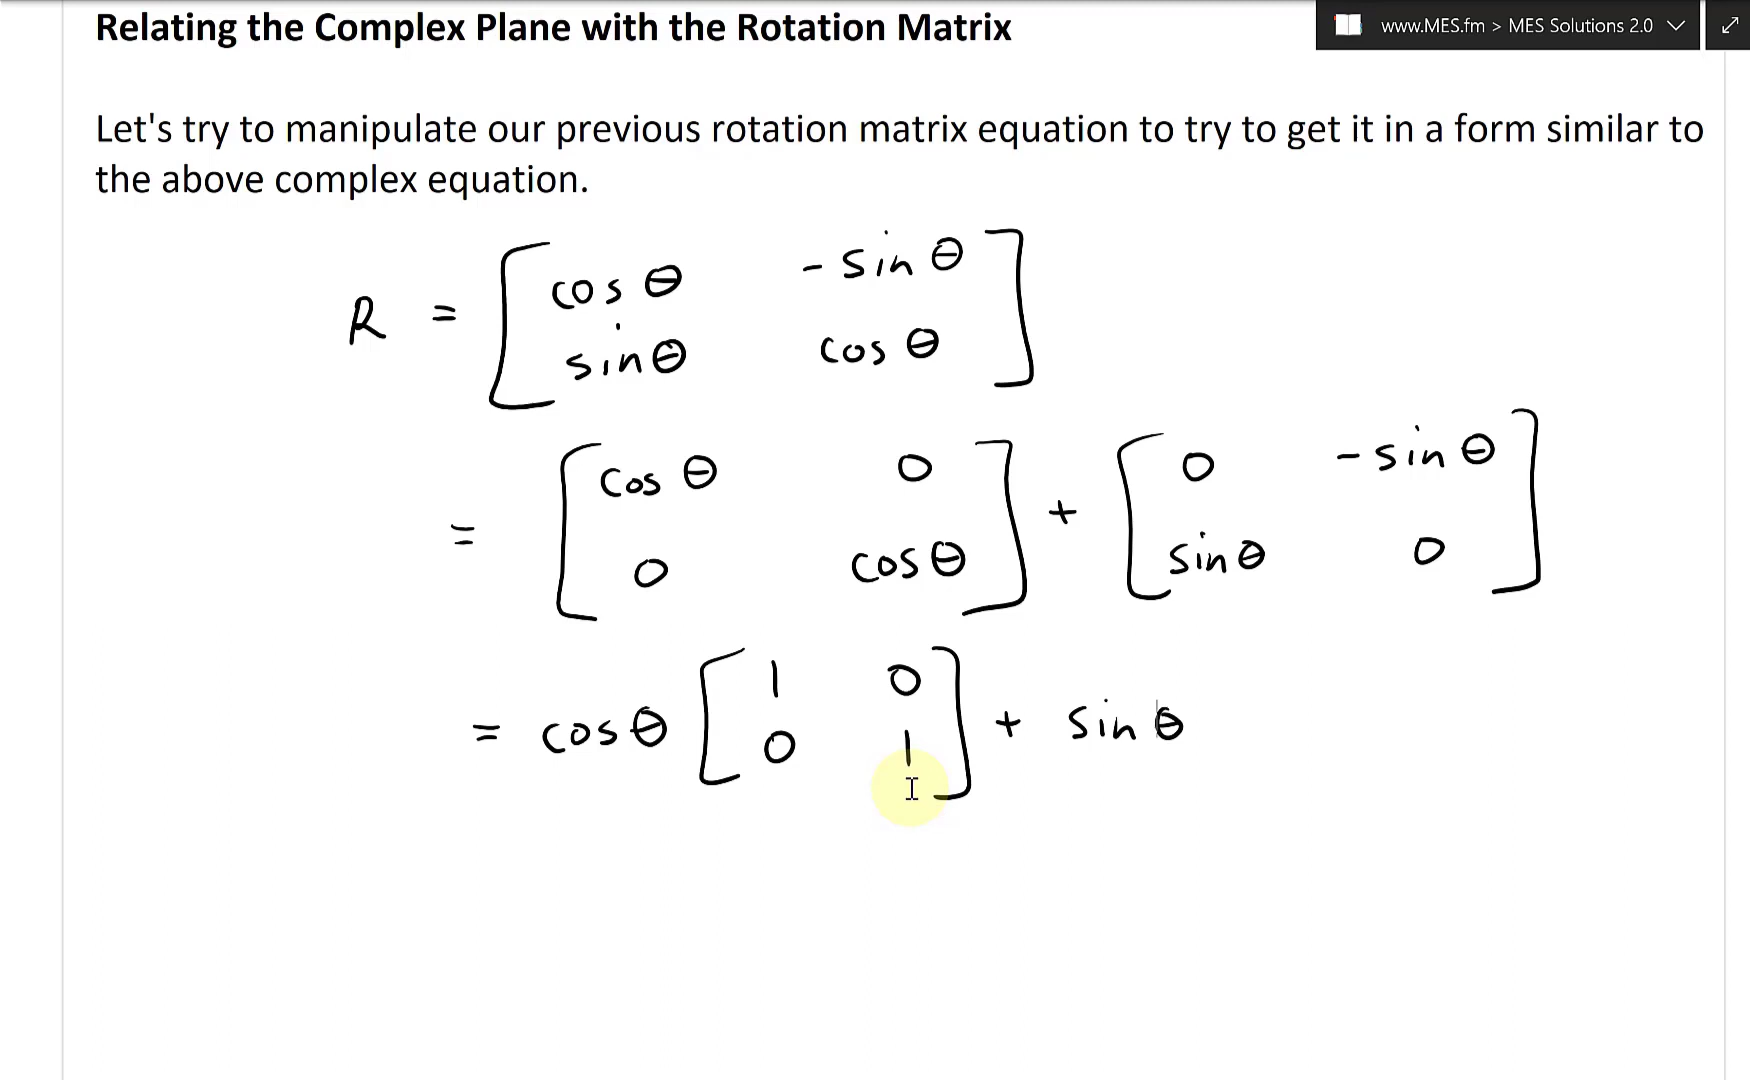 Relating the Complex Plane with the Rotation Matrix
www.MES.fm > MES Solutions 2.0
Let's try to manipulate our previous rotation matrix equation to try to get it in a form similar to
the above complex equation.
R = [ cos θ   - sin θ
sin θ   cos θ ]
= [ cos θ   0
0   cos θ ] + [ 0   - sin θ
sin θ   0 ]
= cos θ [ 1   0
0   1 ] + sin θ